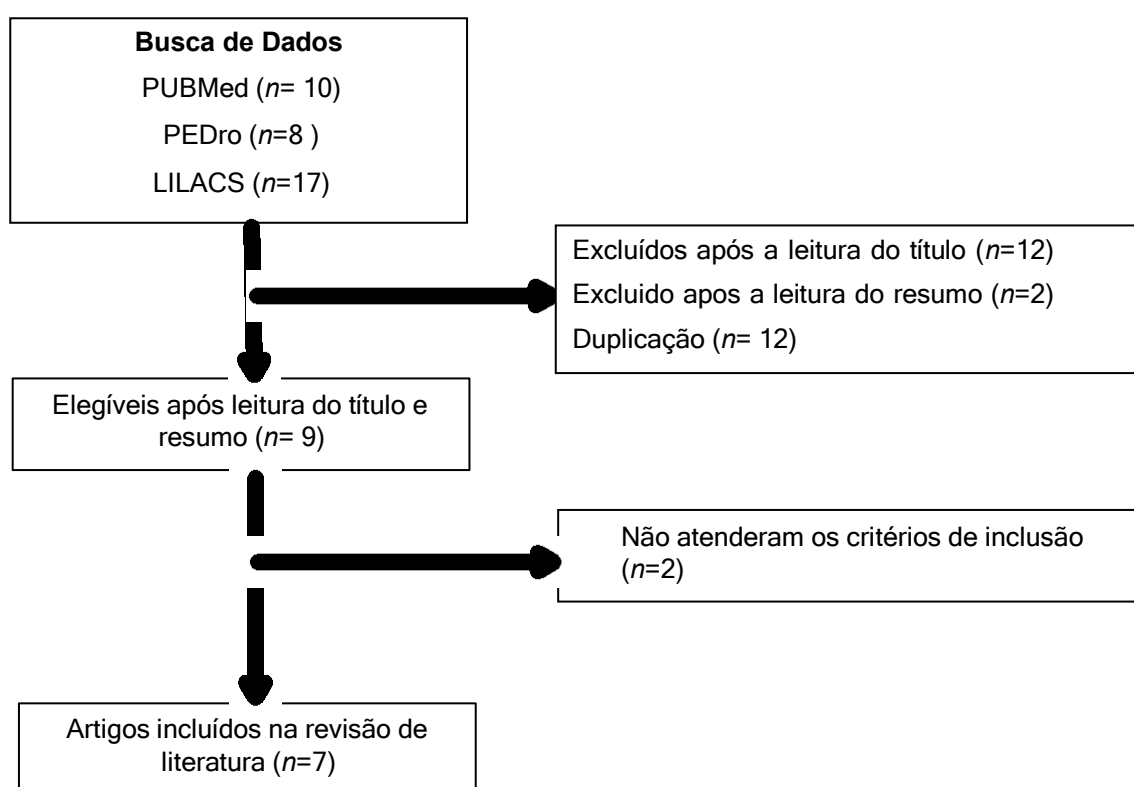 Busca de Dados
PUBMed (n= 10)
PEDro (n=8 )
LILACS (n=17)
Excluídos após a leitura do título (n=12)
Excluido apos a leitura do resumo (n=2)
Duplicação (n= 12)
Elegíveis após leitura do título e
resumo (n= 9)
Não atenderam os critérios de inclusão
(n=2)
Artigos incluídos na revisão de
literatura (n=7)